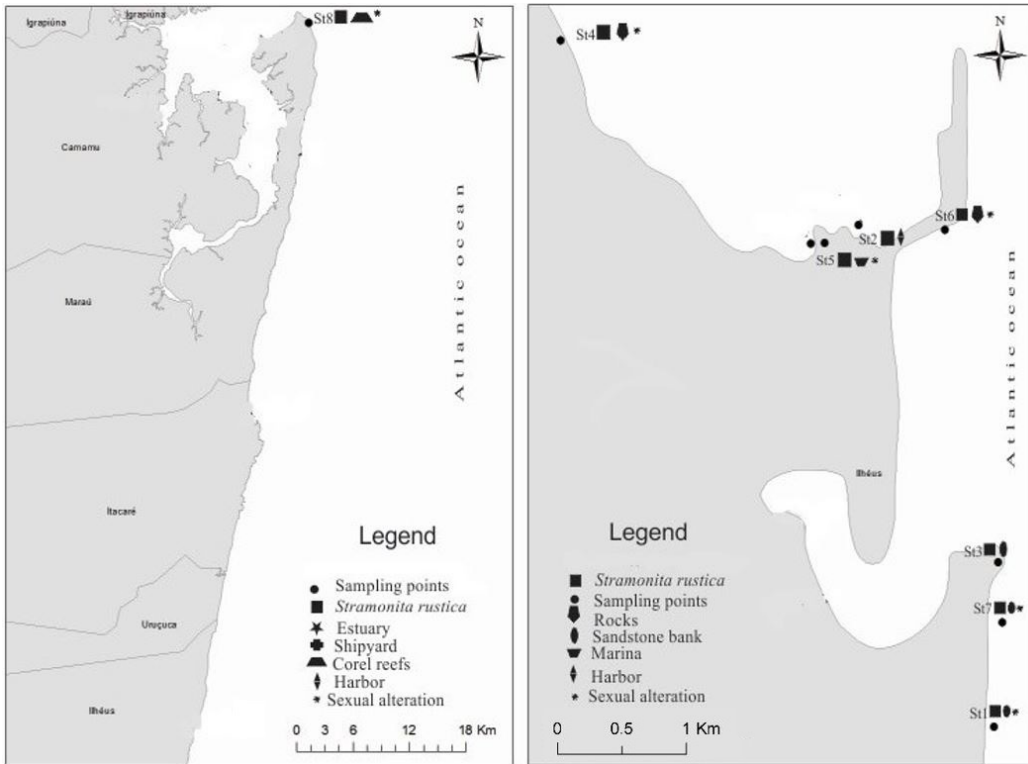 Igrapiúna
Igrapiúna
St8
*
N
Camamu
Atlantic ocean
Maraú
Itacaré
Uruçuca
Ilhéus
Legend
Sampling points
Stramonita rustica
Estuary
Shipyard
Corel reefs
Harbor
* Sexual alteration
0 3 6 12 18 Km
St4
*
N
St6
*
St2
St5
*
Atlantic ocean
Ilhéus
St3
St7
*
St1
*
Legend
Stramonita rustica
Sampling points
Rocks
Sandstone bank
Marina
Harbor
* Sexual alteration
0 0.5 1 Km